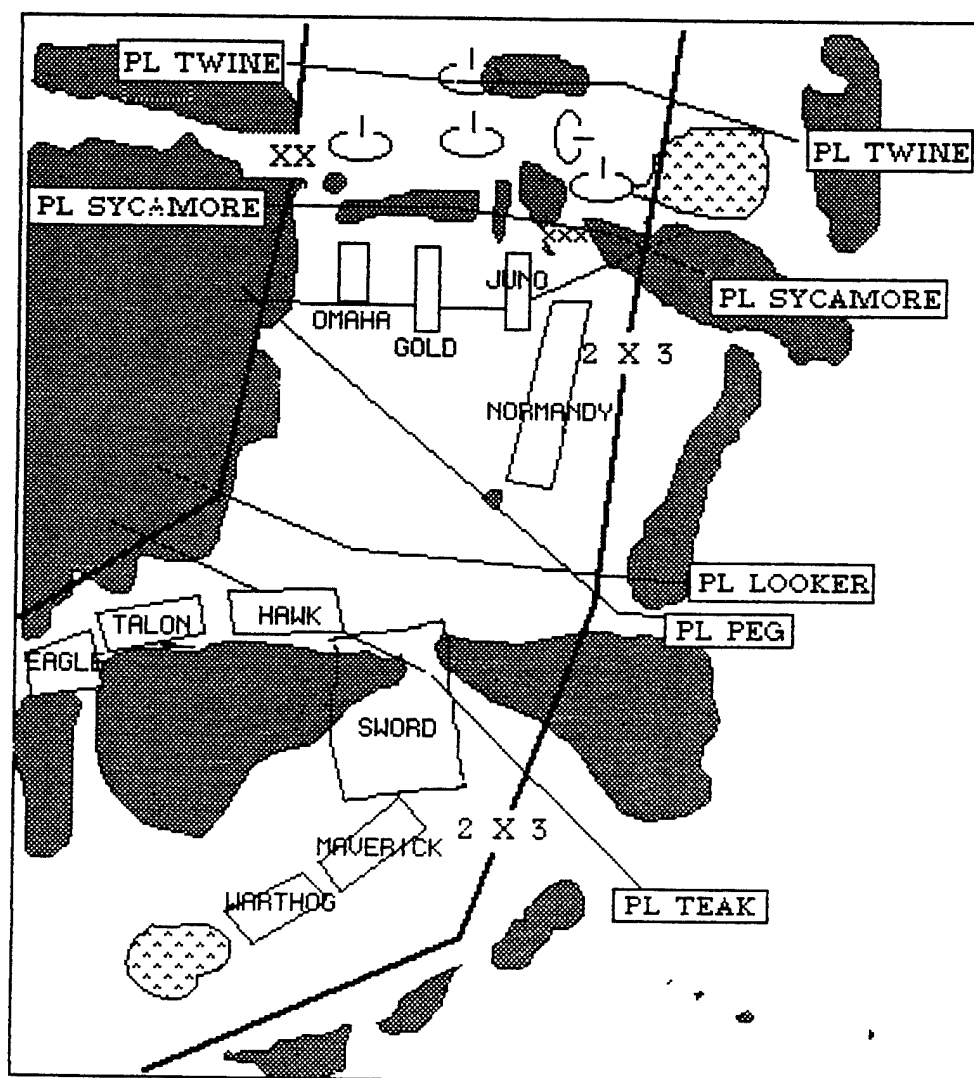 PL TWINE
PL TWINE
XX
PL SYCAMORE
XXX
JUNO
PL SYCAMORE
OMAHA
GOLD
2 X 3
NORMANDY
PL LOOKER
HAWK
TALON
PL PEG
EAGLE
SWORD
2 X 3
MAVERICK
WARTHOG
PL TEAK